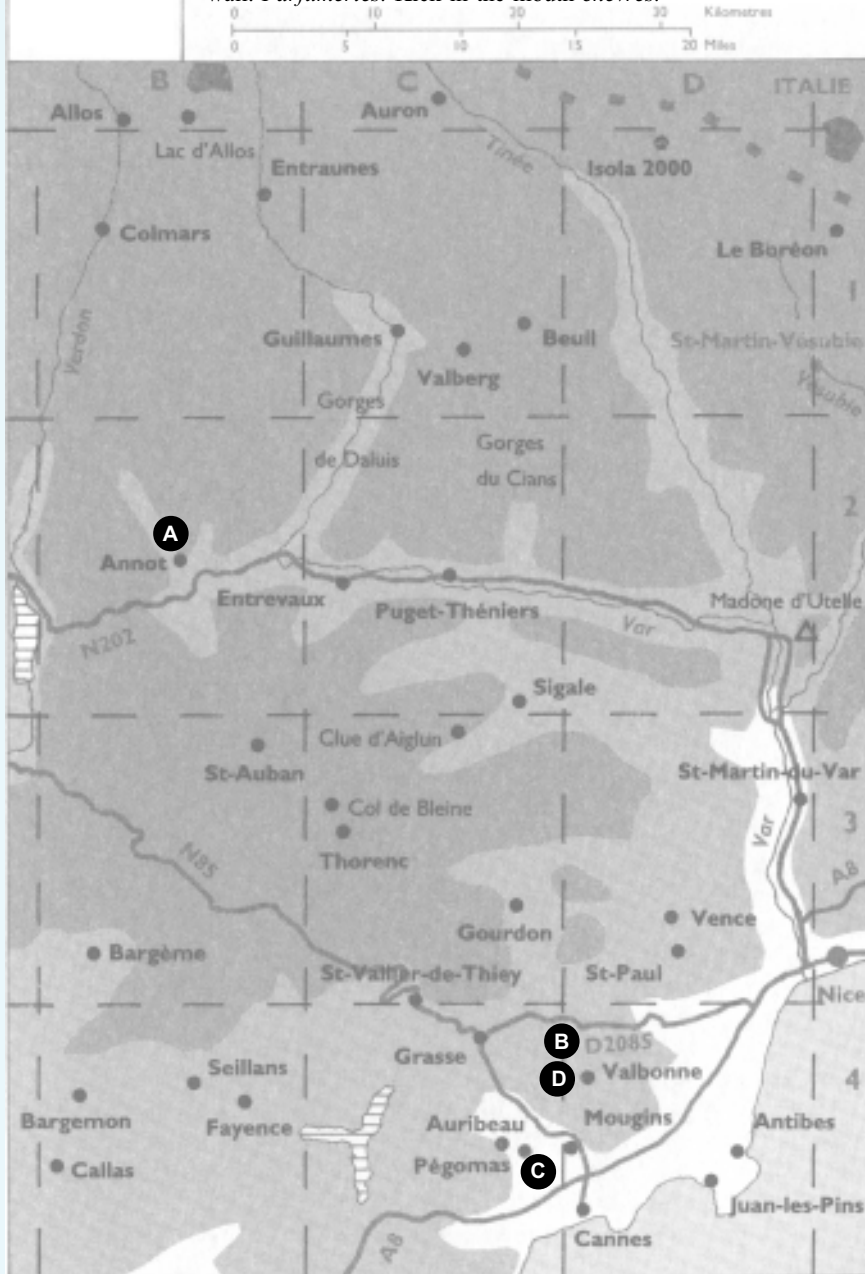 0 10 20 30 Kilometres
0 5 10 15 20 Miles
B C D ITALIE
Allos
Auron
Lac d'Allos
Tinée
Isola 2000
Entraunes
Colmars
Le Boréon
1
Verdon
Guillaumes
Beuil
St-Martin-Vésubie
Valberg
Vésubie
Gorges
de Daluis
Gorges
du Cians
2
A
Annot
Entrevaux
Puget-Théniers
Madone d'Utelle
Var
N202
Sigale
Clue d'Aiglun
St-Auban
St-Martin-du-Var
Col de Bleine
3
Thorenc
Var
N85
A8
Gourdon
Vence
Bargème
St-Vallier-de-Thiey
St-Paul
Nice
B
D2085
Grasse
Seillans
D
Valbonne
4
Bargemon
Fayence
Auribeau
Mougins
Antibes
Callas
Pégomas
C
Juan-les-Pins
Cannes
A8